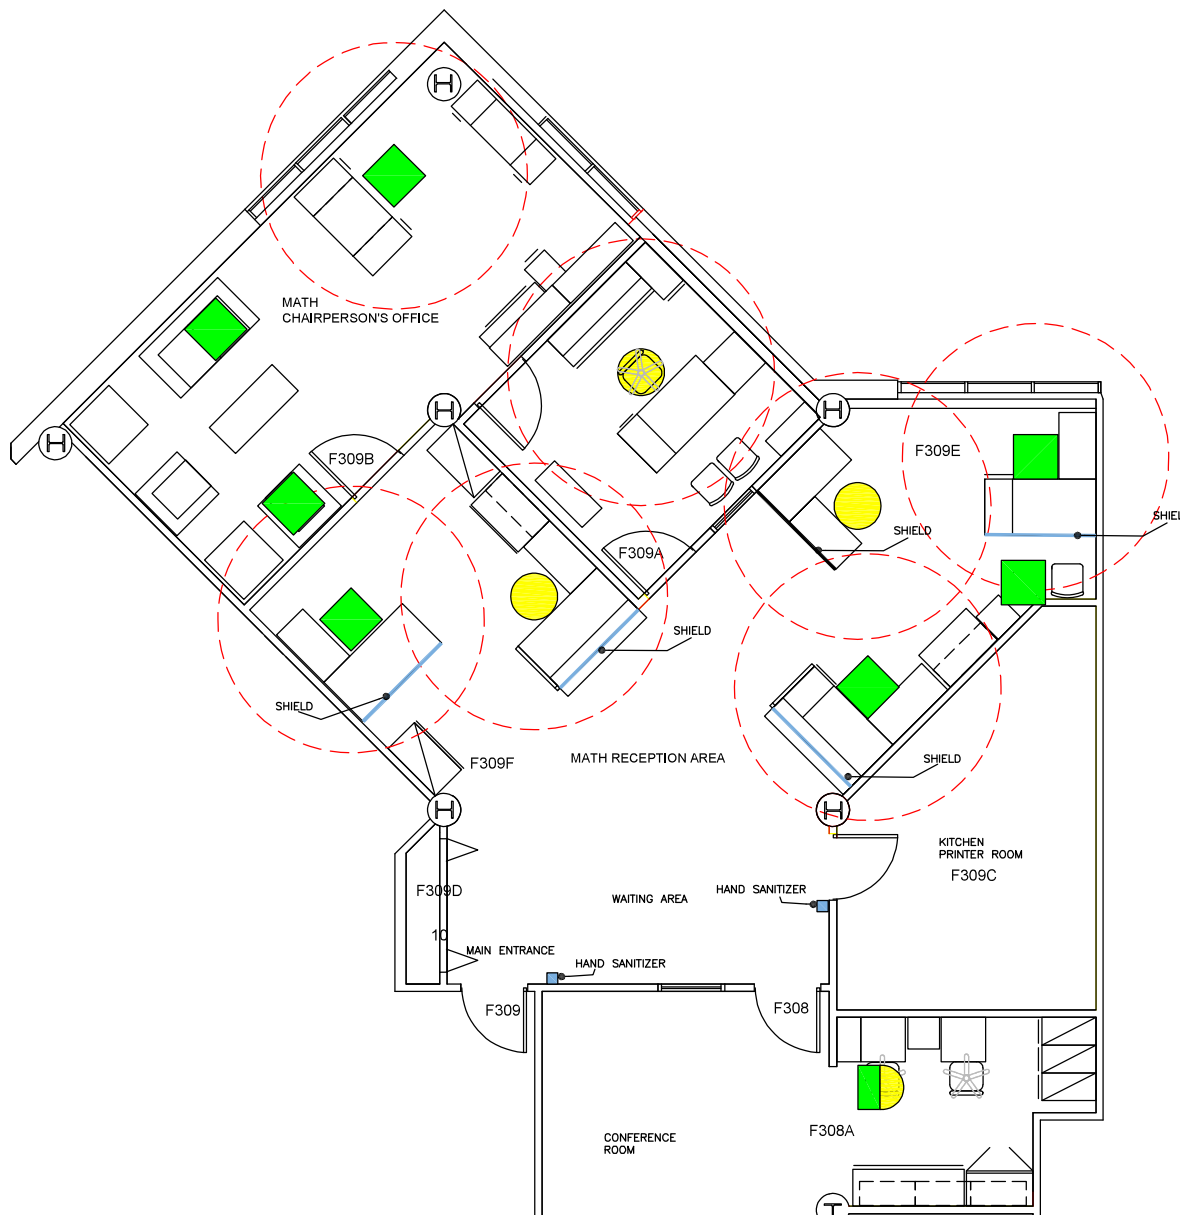 MATH
CHAIRPERSON'S OFFICE
F309B
F309E
SHIELD
SHIEL
F309A
SHIELD
SHIELD
F309F
MATH RECEPTION AREA
SHIELD
KITCHEN
PRINTER ROOM
F309C
F309D
HAND SANITIZER
WAITING AREA
10
MAIN ENTRANCE
HAND SANITIZER
F309
F308
F308A
CONFERENCE
ROOM
H
H
H
H
H
H